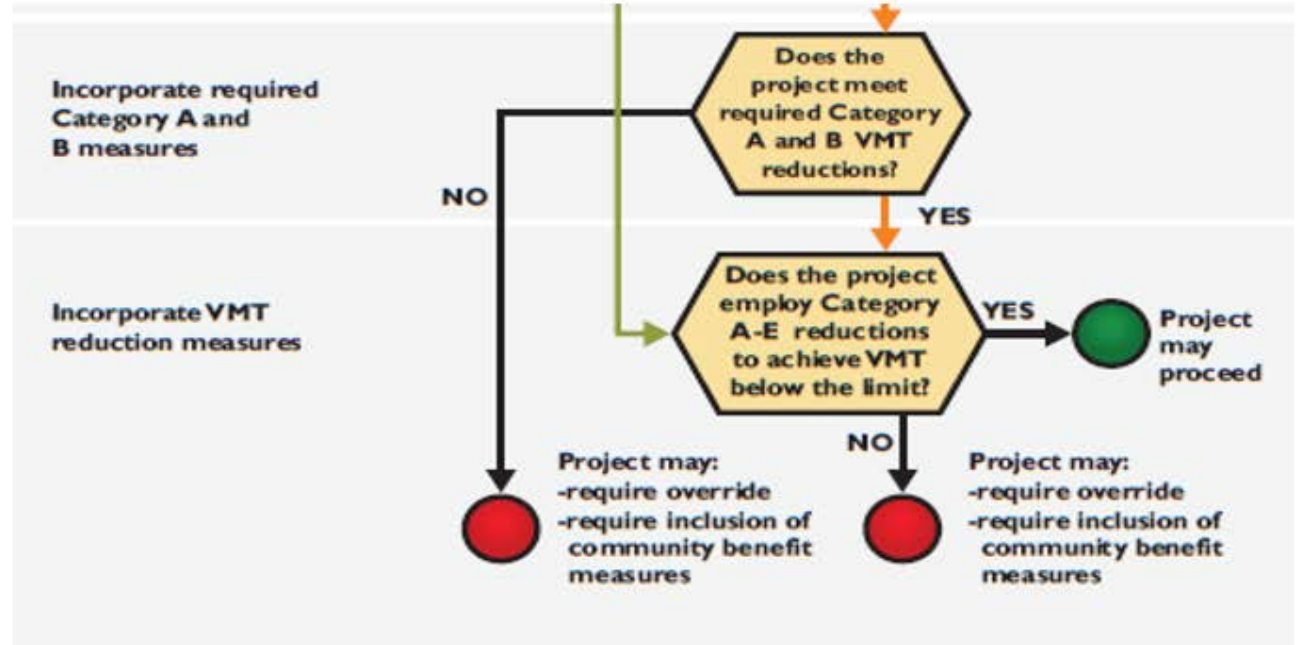 Does the
project meet
required Category
A and B VMT
reductions?
Incorporate required
Category A and
B measures
NO
YES
Does the project
employ Category
A-E reductions
to achieve VMT
below the limit?
Incorporate VMT
reduction measures
YES
Project
may
proceed
NO
Project may:
-require override
-require inclusion of
community benefit
measures
Project may:
-require override
-require inclusion of
community benefit
measures